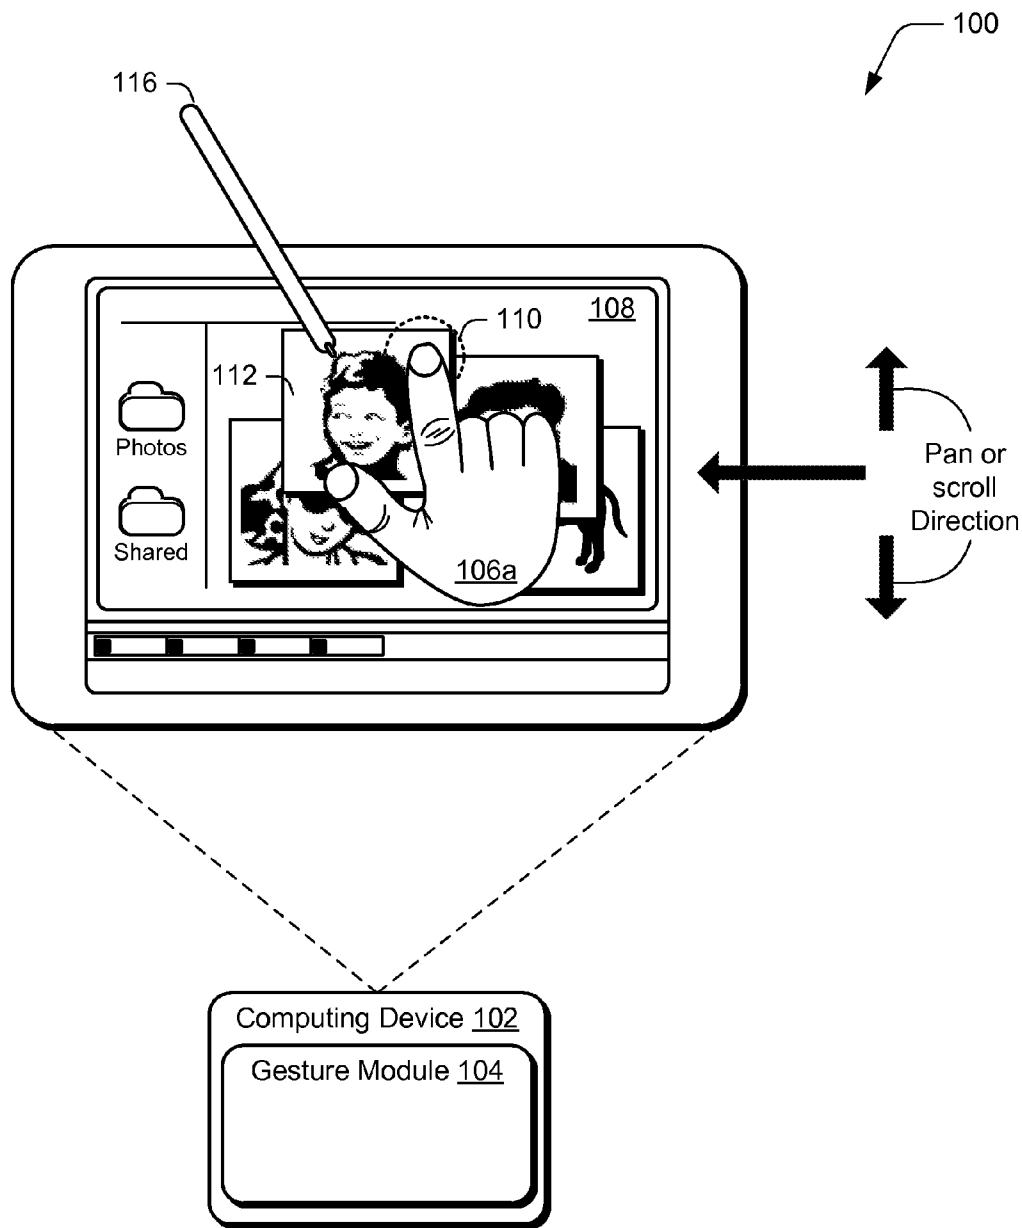 100
116
108
110
112
Photos
Shared
106a
Pan or
scroll
Direction
Computing Device 102
Gesture Module 104